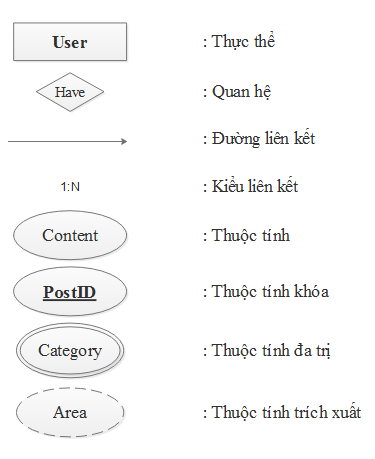 User : Thực thể
Have : Quan hệ
: Đường liên kết
1:N : Kiểu liên kết
Content : Thuộc tính
PostID : Thuộc tính khóa
Category : Thuộc tính đa trị
Area : Thuộc tính trích xuất